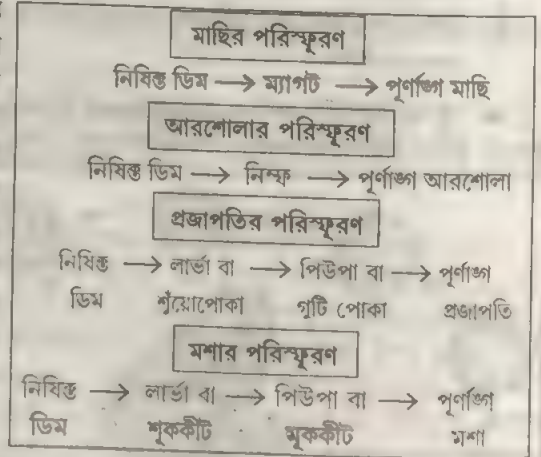 মাছির পরিস্ফূরণ
নিষিক্ত ডিম → ম্যাগট → পূর্ণাঙ্গ মাছি
আরশোলার পরিস্ফূরণ
নিষিক্ত ডিম → নিম্ফ → পূর্ণাঙ্গ আরশোলা
প্রজাপতির পরিস্ফূরণ
নিষিক্ত → লার্ভা বা → পিউপা বা → পূর্ণাঙ্গ
ডিম শুঁয়োপোকা গুটি পোকা প্রজাপতি
মশার পরিস্ফূরণ
নিষিক্ত → লার্ভা বা → পিউপা বা → পূর্ণাঙ্গ
ডিম শূককীট মূককীট মশা